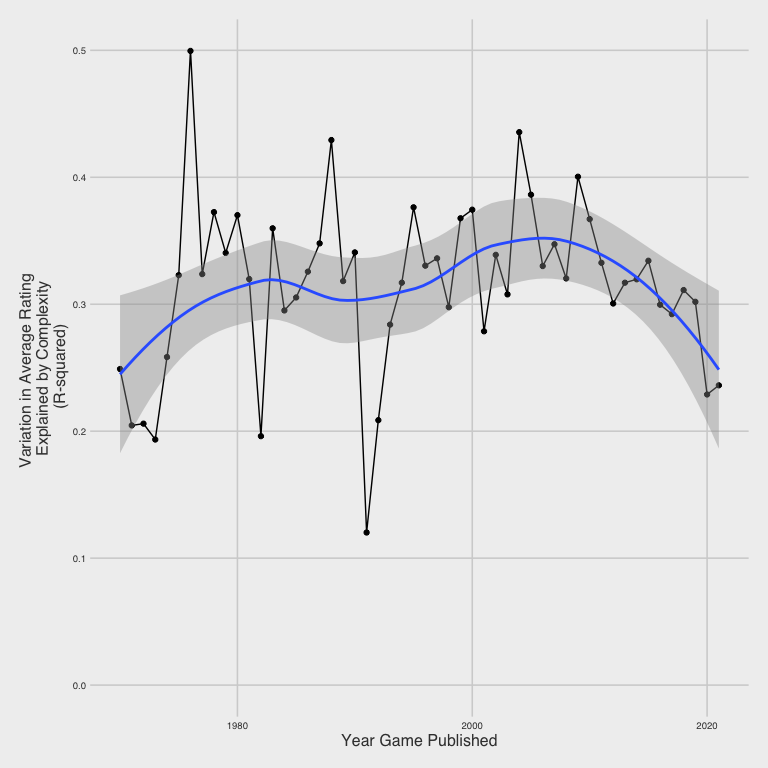 0.5
0.4
0.3
0.2
0.1
0.0
Variation in Average Rating
Explained by Complexity
(R-squared)
1980
2000
2020
Year Game Published